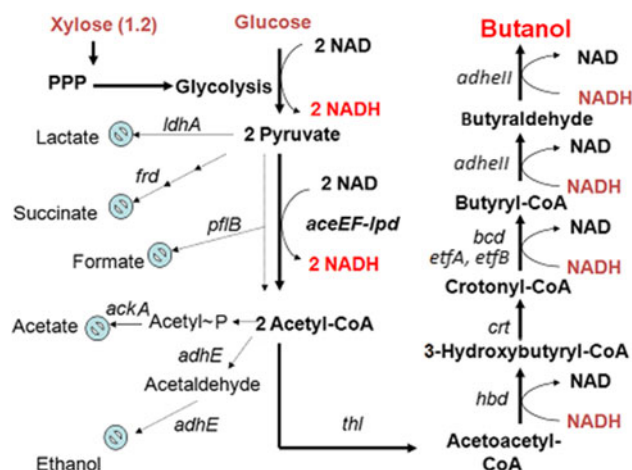 Xylose (1.2)
Glucose
2 NAD
PPP
Glycolysis
2 NADH
Lactate
ldhA
2 Pyruvate
frd
Succinate
2 NAD
pflB
aceEF-lpd
Formate
2 NADH
ackA
Acetate
Acetyl~P
2 Acetyl-CoA
adhE
Acetaldehyde
adhE
Ethanol
thl
Butanol
NAD
adheII
NADH
Butyraldehyde
NAD
adheII
NADH
Butyryl-CoA
NAD
bcd
etfA, etfB
NADH
Crotonyl-CoA
crt
3-Hydroxybutyryl-CoA
NAD
hbd
NADH
Acetoacetyl-
CoA